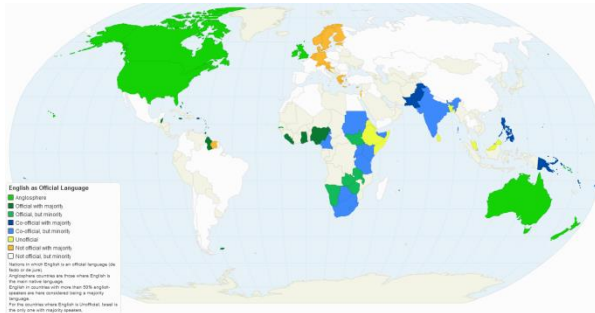 English as Official Language
Anglosphere
Official with majority
Official, but minority
Co-official with majority
Co-official, but minority
Unofficial
Not official with majority
Not official, but minority
Nations in which English is an official language (de
facto or de jure).
Anglosphere countries are those where English is
the main native language.
English in countries with more than 50% english-
speakers are here considered being a majority
language.
For the countries where English is Unofficial, Israel is
the only one with majority speakers.